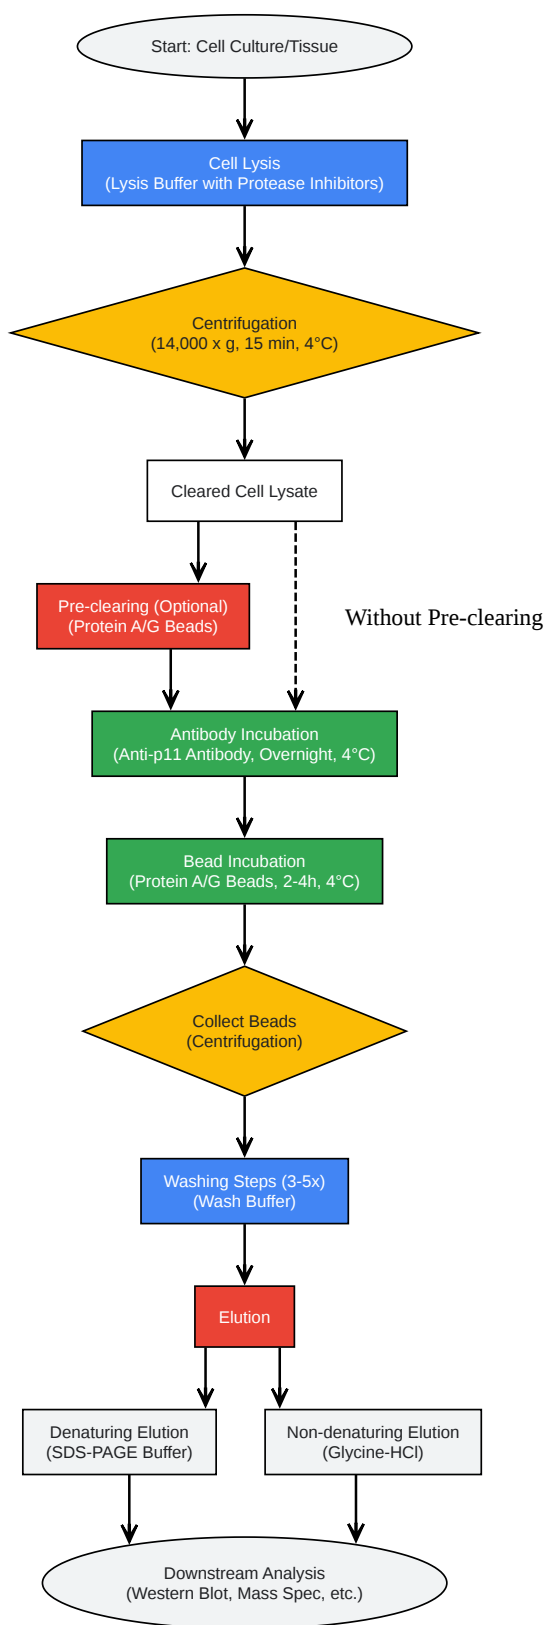 Start: Cell Culture/Tissue
Cell Lysis
(Lysis Buffer with Protease Inhibitors)
Centrifugation
(14,000 x g, 15 min, 4°C)
Cleared Cell Lysate
Pre-clearing (Optional)
(Protein A/G Beads)
Without Pre-clearing
Antibody Incubation
(Anti-p11 Antibody, Overnight, 4°C)
Bead Incubation
(Protein A/G Beads, 2-4h, 4°C)
Collect Beads
(Centrifugation)
Washing Steps (3-5x)
(Wash Buffer)
Elution
Denaturing Elution
(SDS-PAGE Buffer)
Non-denaturing Elution
(Glycine-HCl)
Downstream Analysis
(Western Blot, Mass Spec, etc.)